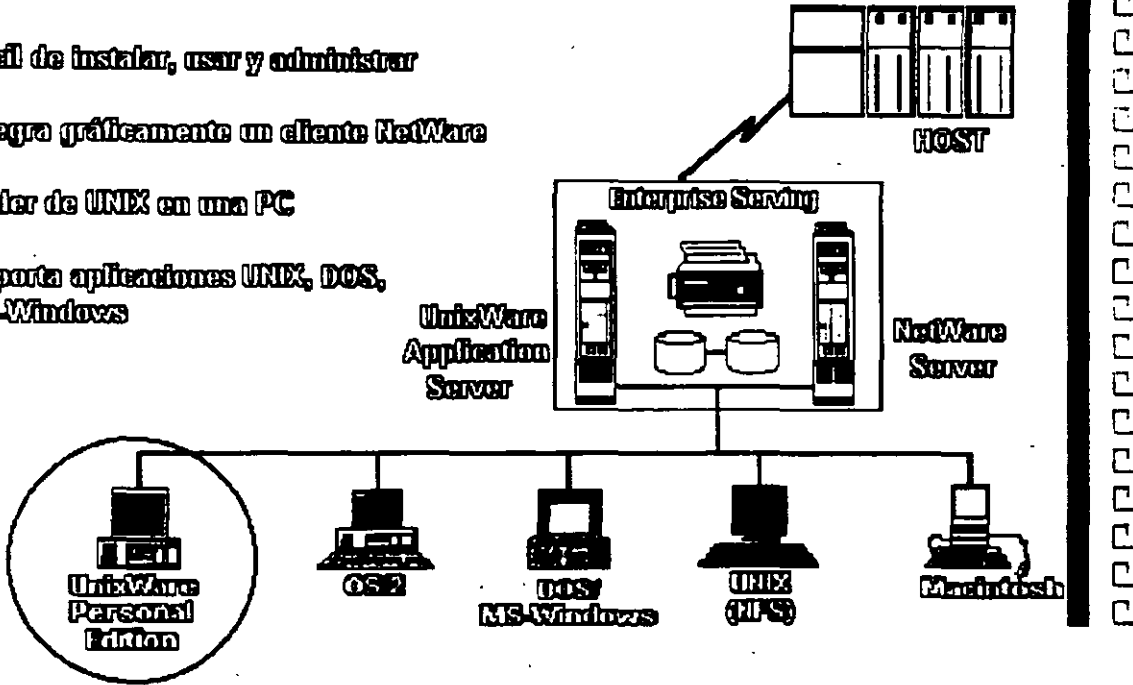 cil de instalar, usar y administrar
egra gráficamente un cliente NetWare
der de UNIX en una PC
porta aplicaciones UNIX, DOS,
-Windows
HOST
Enterprise Serving
UnixWare
Application
Server
NetWare
Server
UnixWare
Personal
Edition
OS/2
DOS/
MS-Windows
UNIX
(NFS)
Macintosh